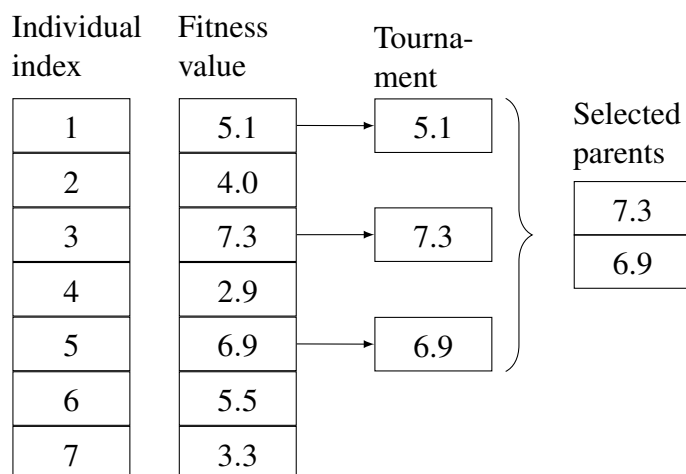 Individual
index
Fitness
value
Tourna-
ment
Selected
parents
1 5.1 5.1
2 4.0
3 7.3 7.3
4 2.9
5 6.9 6.9
6 5.5
7 3.3
7.3
6.9